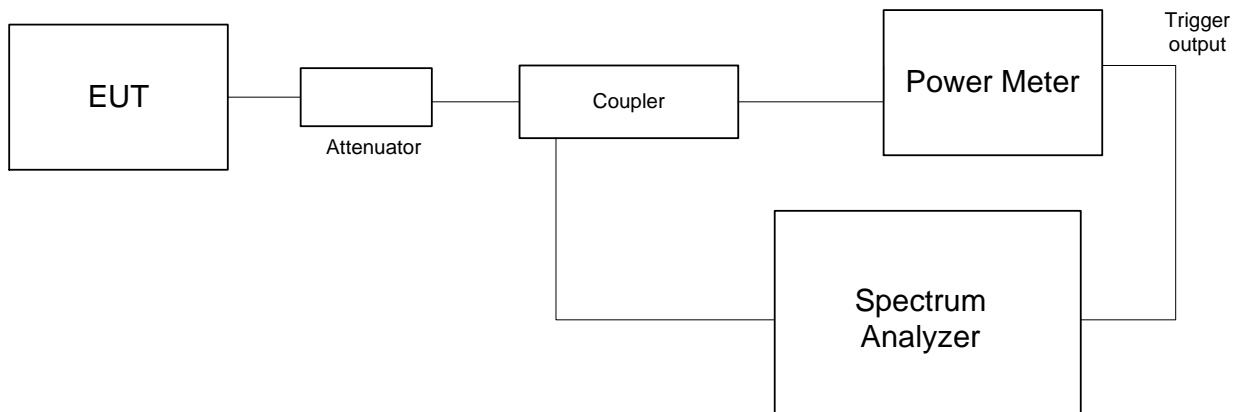 EUT
Attenuator
Coupler
Power Meter
Trigger
output
Spectrum
Analyzer